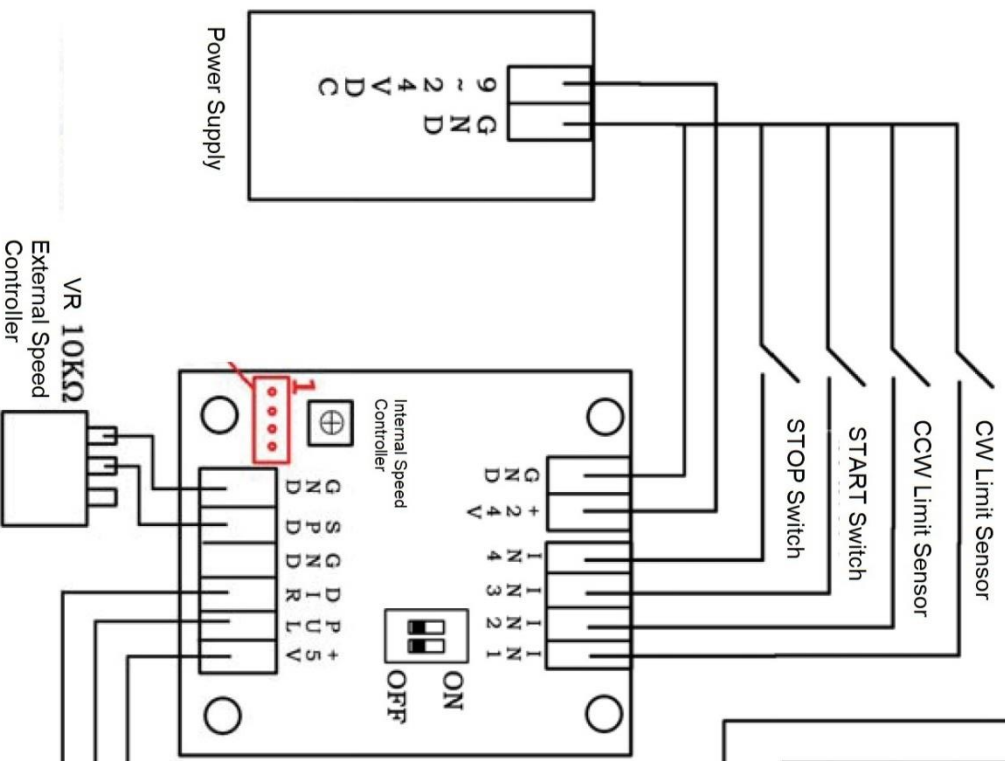 CW Limit Sensor
CCW Limit Sensor
START Switch
STOP Switch
9~24VDC
GND
GND
+24V
IN4
IN3
IN2
IN1
ON
OFF
Internal Speed
Controller
1
GND
SPD
GND
DIR
PUL
+5V
Power Supply
VR 10KΩ
External Speed
Controller